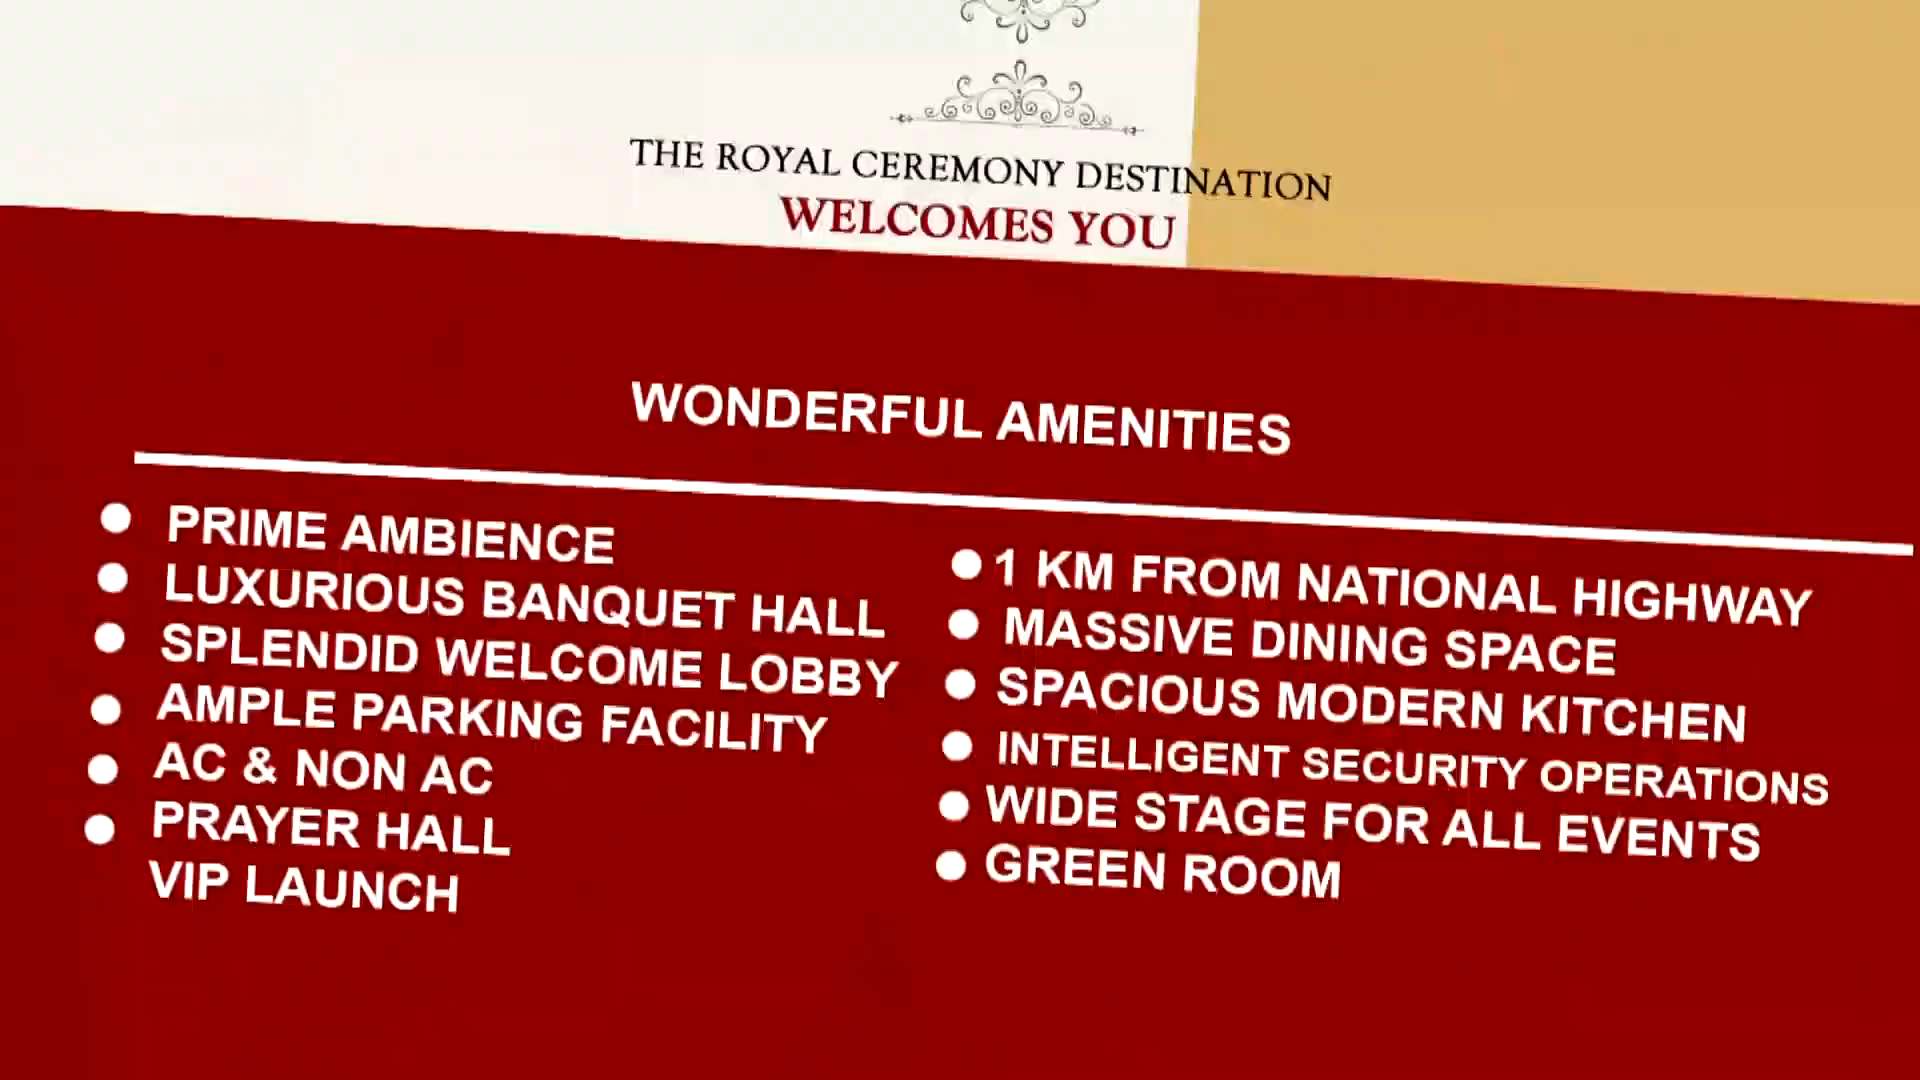 THE ROYAL CEREMONY DESTINATION
WELCOMES YOU
WONDERFUL AMENITIES
● PRIME AMBIENCE
● LUXURIOUS BANQUET HALL
● SPLENDID WELCOME LOBBY
● AMPLE PARKING FACILITY
● AC & NON AC
● PRAYER HALL
VIP LAUNCH
● 1 KM FROM NATIONAL HIGHWAY
● MASSIVE DINING SPACE
● SPACIOUS MODERN KITCHEN
● INTELLIGENT SECURITY OPERATIONS
● WIDE STAGE FOR ALL EVENTS
● GREEN ROOM